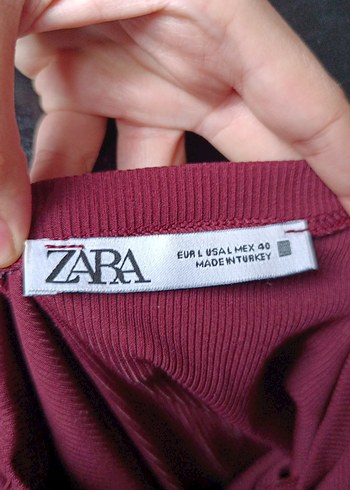 ZARA
EUR L USA L MEX 40
MADE IN TURKEY